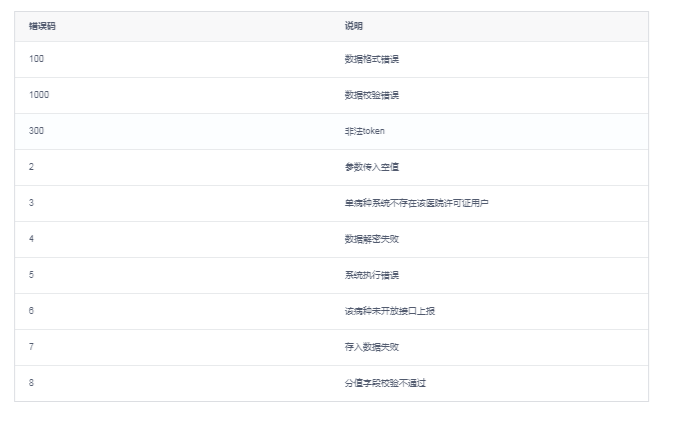 错误码 说明
100 数据格式错误
1000 数据校验错误
300 非法token
2 参数传入空值
3 单病种系统不存在该医院许可证用户
4 数据解密失败
5 系统执行错误
6 该病种未开放接口上报
7 存入数据失败
8 分值字段校验不通过